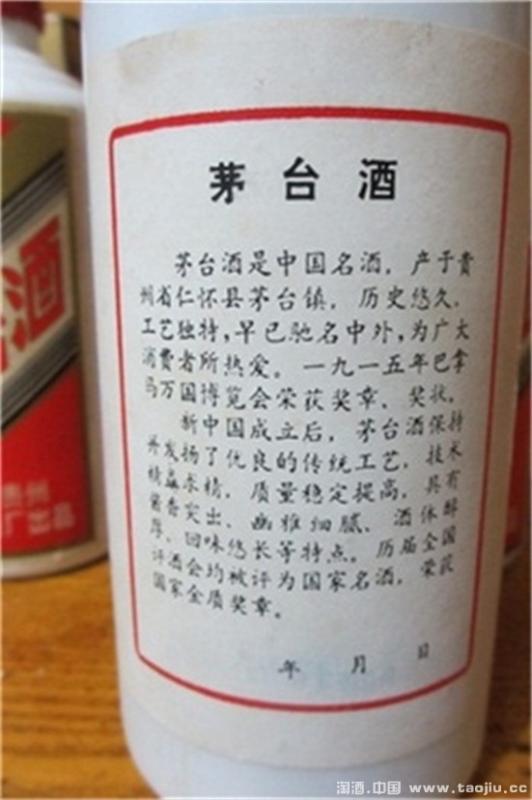 茅台酒
茅台酒是中国名酒，产于贵
州省仁怀县茅台镇，历史悠久，
工艺独特，早已驰名中外，为广大
消费者所热爱。一九一五年巴拿
马万国博览会荣获奖章、奖状。
新中国成立后，茅台酒保持
并发扬了优良的传统工艺，技术
精益求精，质量稳定提高，具有
酱香突出、幽雅细腻、酒体醇
厚、回味悠长等特点。历届全国
评酒会均被评为国家名酒，荣获
国家金质奖章。
年 月 日
酒
贵州
厂出品
淘酒.中国 www.taojiu.cc